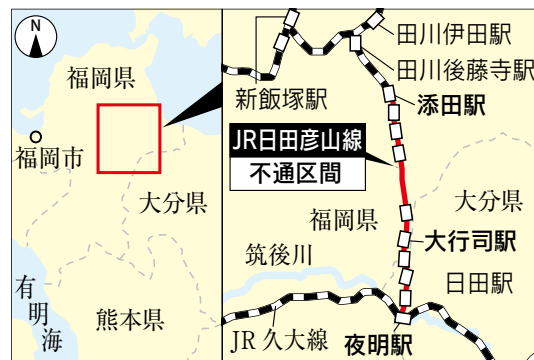 N
福岡県
福岡市
大分県
有明海
熊本県
田川伊田駅
田川後藤寺駅
新飯塚駅
添田駅
JR日田彦山線
不通区間
福岡県
大分県
大行司駅
筑後川
日田駅
JR久大線
夜明駅